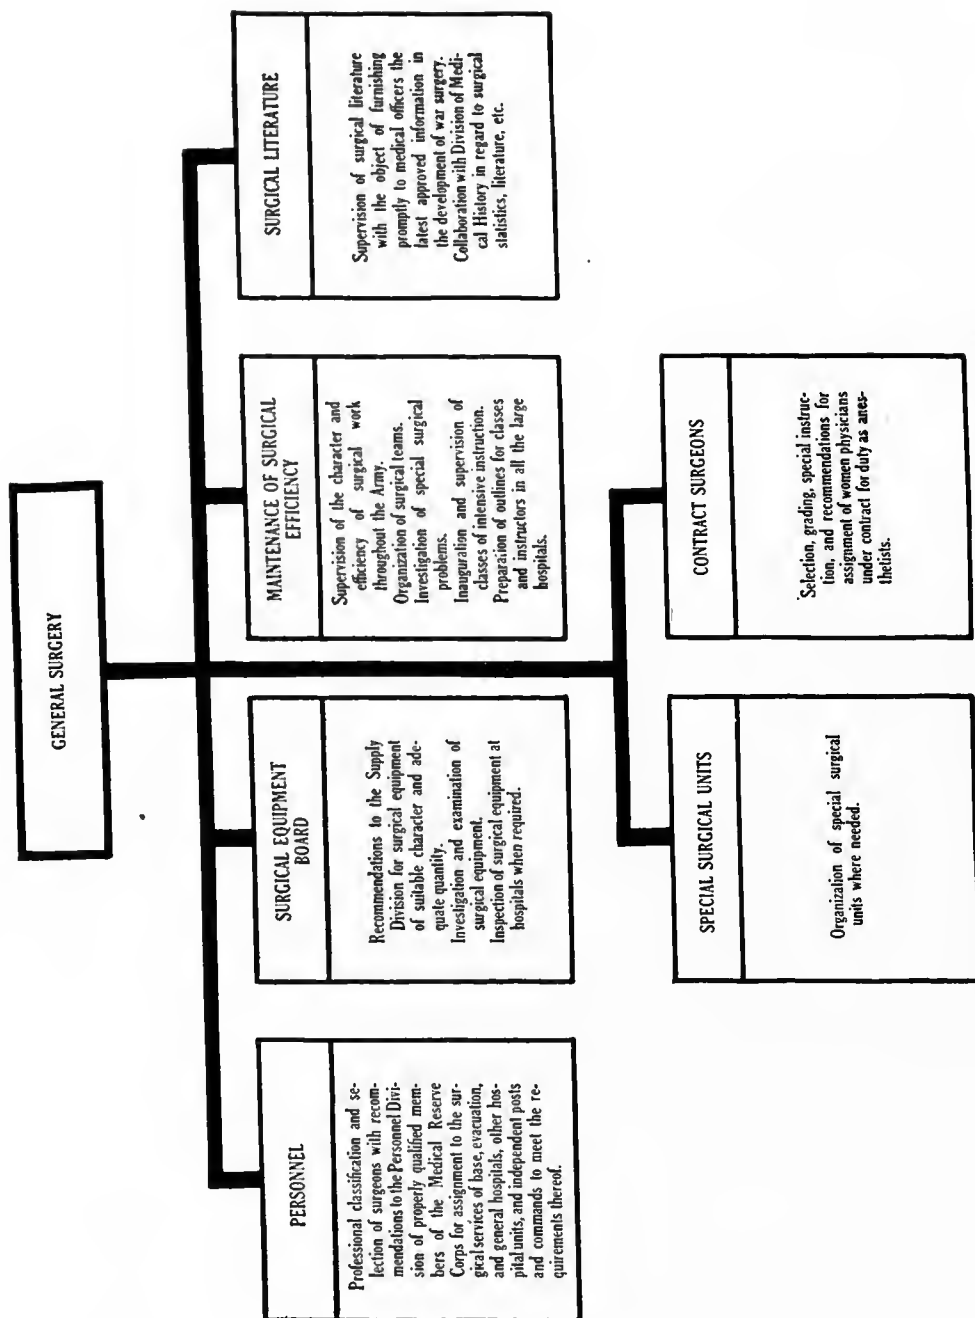 GENERAL SURGERY
PERSONNEL
Professional classification and se-
lection of surgeons with recom-
mendations to the Personnel Divi-
sion of properly qualified mem-
bers of the Medical Reserve
Corps for assignment to the sur-
gical services of base, evacuation,
and general hospitals, other hos-
pital units, and independent posts
and commands to meet the re-
quirements thereof.
SURGICAL EQUIPMENT
BOARD
Recommendations to the Supply
Division for surgical equipment
of suitable character and ade-
quate quantity.
Investigation and examination of
surgical equipment.
Inspection of surgical equipment at
hospitals when required.
MAINTENANCE OF SURGICAL
EFFICIENCY
Supervision of the character and
efficiency of surgical work
throughout the Army.
Organization of surgical teams.
Investigation of special surgical
problems.
Inauguration and supervision of
classes of intensive instruction.
Preparation of outlines for classes
and instructors in all the large
hospitals.
SURGICAL LITERATURE
Supervision of surgical literature
with the object of furnishing
promptly to medical officers the
latest approved information in
the development of war surgery.
Collaboration with Division of Medi-
cal History in regard to surgical
statistics, literature, etc.
SPECIAL SURGICAL UNITS
Organization of special surgical
units where needed.
CONTRACT SURGEONS
Selection, grading, special instruc-
tion, and recommendations for
assignment of women physicians
under contract for duty as anes-
thetists.